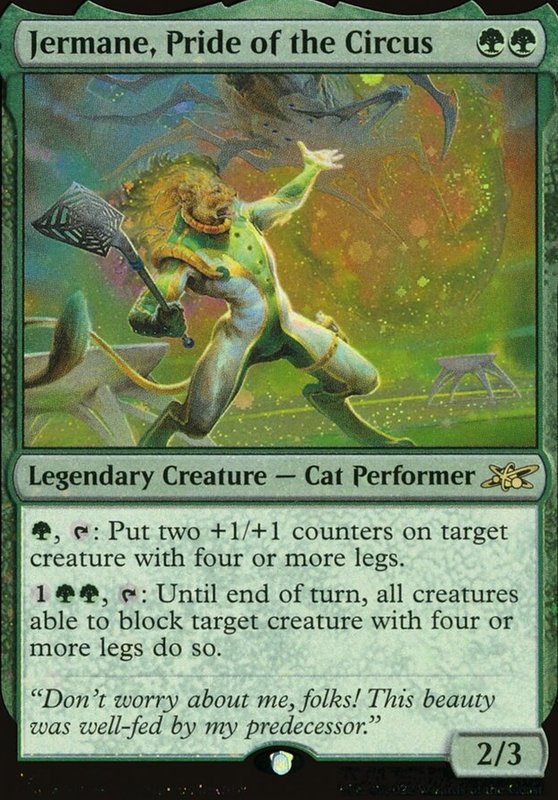 Jermane, Pride of the Circus
Legendary Creature — Cat Performer
, : Put two +1/+1 counters on target
creature with four or more legs.
1, : Until end of turn, all creatures
able to block target creature with four or
more legs do so.
“Don’t worry about me, folks! This beauty
was well-fed by my predecessor.”
2/3